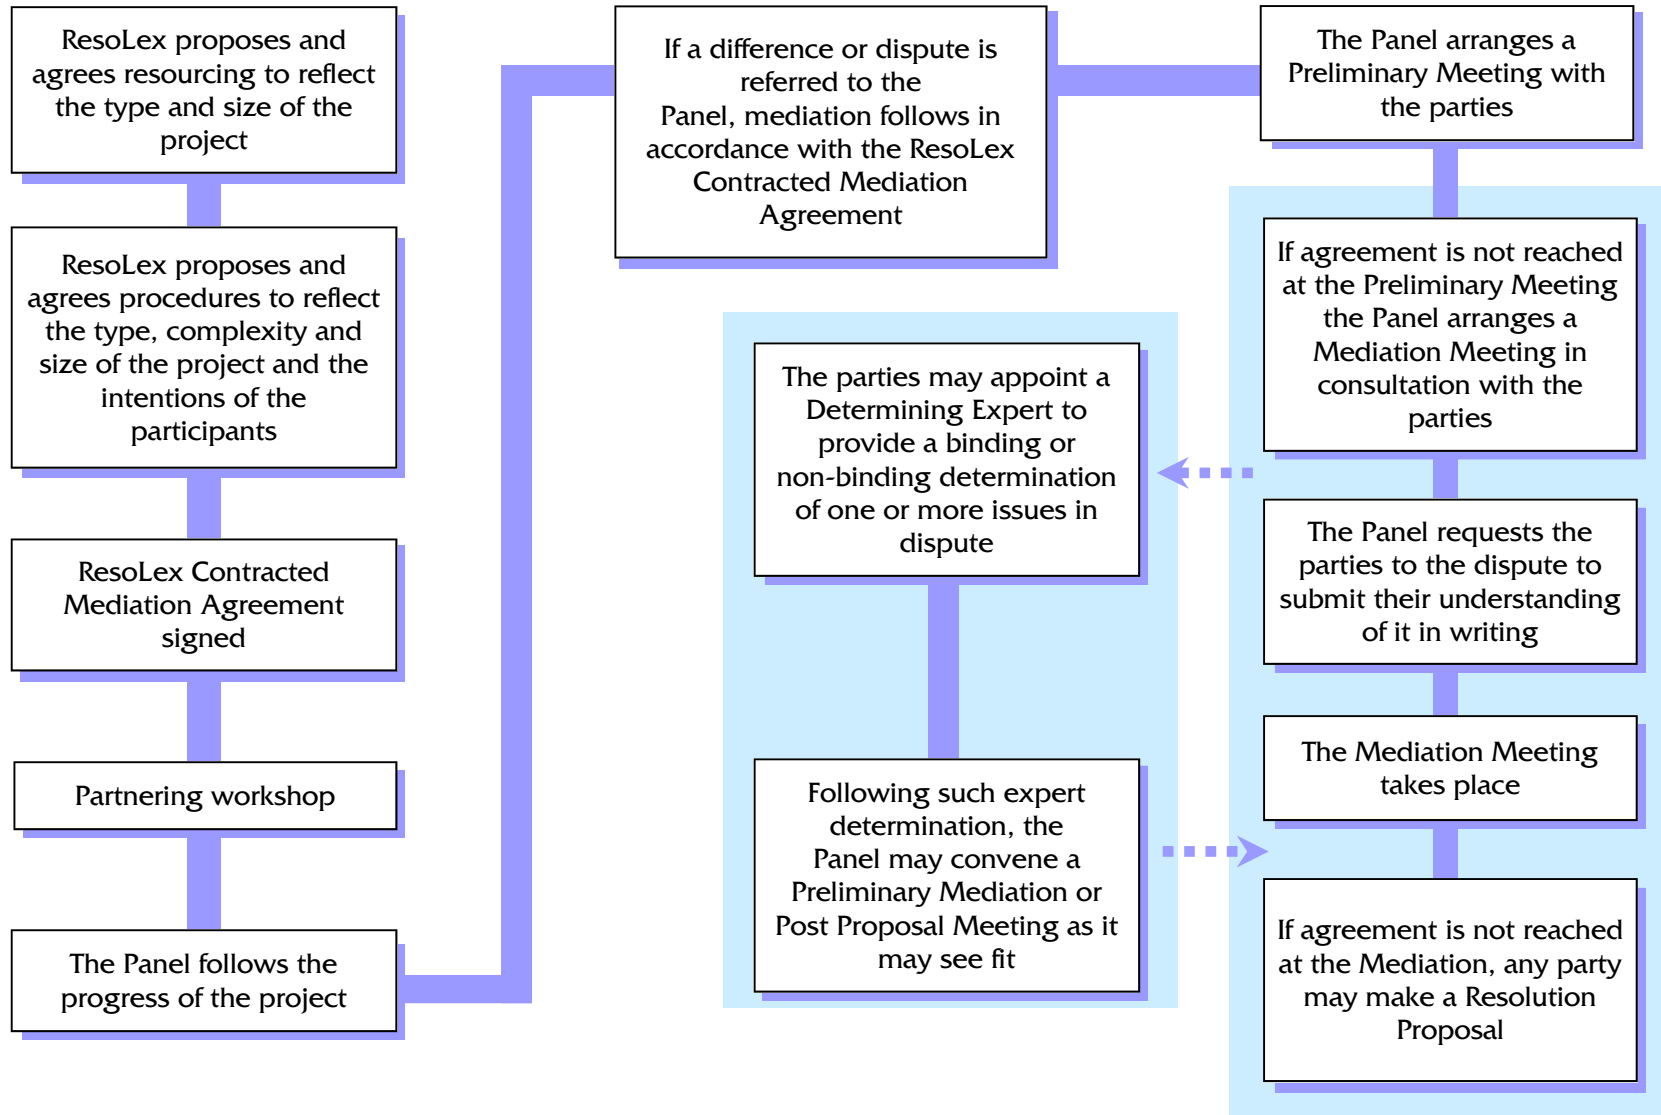 ResoLex proposes and
agrees resourcing to reflect
the type and size of the
project
ResoLex proposes and
agrees procedures to reflect
the type, complexity and
size of the project and the
intentions of the
participants
ResoLex Contracted
Mediation Agreement
signed
Partnering workshop
The Panel follows the
progress of the project
If a difference or dispute is
referred to the
Panel, mediation follows in
accordance with the ResoLex
Contracted Mediation
Agreement
The Panel arranges a
Preliminary Meeting with
the parties
If agreement is not reached
at the Preliminary Meeting
the Panel arranges a
Mediation Meeting in
consultation with the
parties
The Panel requests the
parties to the dispute to
submit their understanding
of it in writing
The Mediation Meeting
takes place
If agreement is not reached
at the Mediation, any party
may make a Resolution
Proposal
The parties may appoint a
Determining Expert to
provide a binding or
non-binding determination
of one or more issues in
dispute
Following such expert
determination, the
Panel may convene a
Preliminary Mediation or
Post Proposal Meeting as it
may see fit